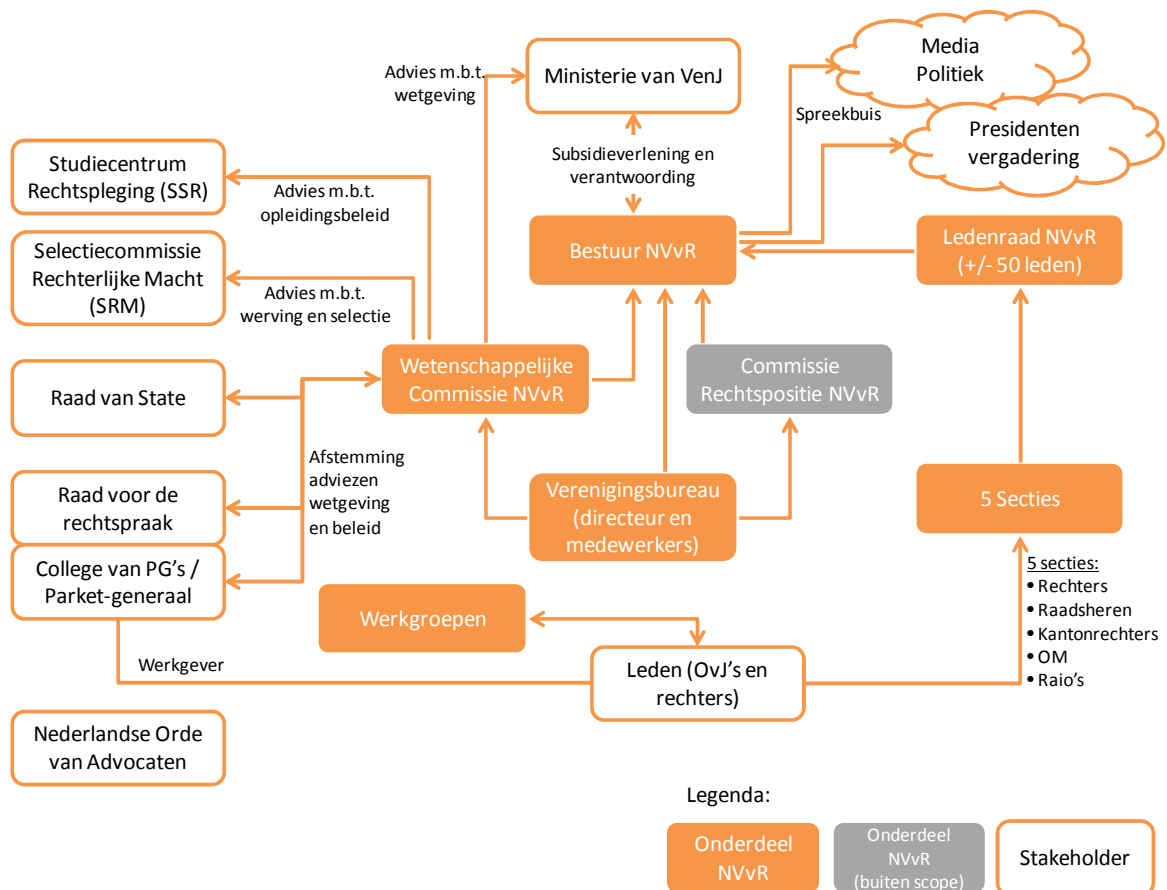 Media
Politiek
Advies m.b.t.
wetgeving
Ministerie van VenJ
Spreekbuis
Presidenten
vergadering
Studiecentrum
Rechtspleging (SSR)
Subsidieverlening en
verantwoording
Advies m.b.t.
opleidingsbeleid
Bestuur NVvR
Ledenraad NVvR
(+/- 50 leden)
Selectiecommissie
Rechterlijke Macht
(SRM)
Advies m.b.t.
werving en selectie
Wetenschappelijke
Commissie NVvR
Commissie
Rechtspositie NVvR
Raad van State
Afstemming
adviezen
wetgeving
en beleid
Raad voor de
rechtspraak
Verenigingsbureau
(directeur en
medewerkers)
5 Secties
College van PG's /
Parket-generaal
5 secties:
• Rechters
• Raadsheren
• Kantonrechters
• OM
• Raio's
Werkgroepen
Werkgever
Leden (OvJ's en
rechters)
Nederlandse Orde
van Advocaten
Legenda:
Onderdeel
NVvR
Onderdeel
NVvR
(buiten scope)
Stakeholder